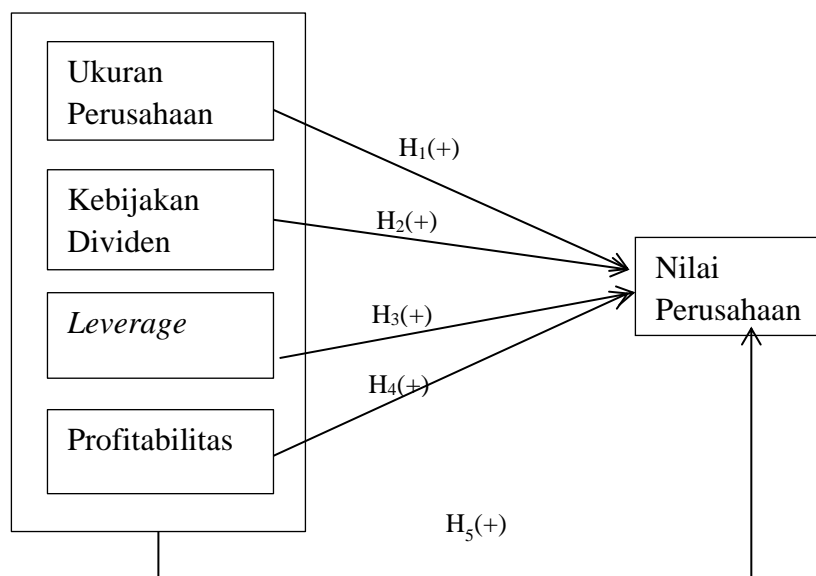 Ukuran
Perusahaan
H₁(+)
Kebijakan
Dividen
H₂(+)
Nilai
Perusahaan
Leverage
H₃(+)
H₄(+)
Profitabilitas
H₅(+)